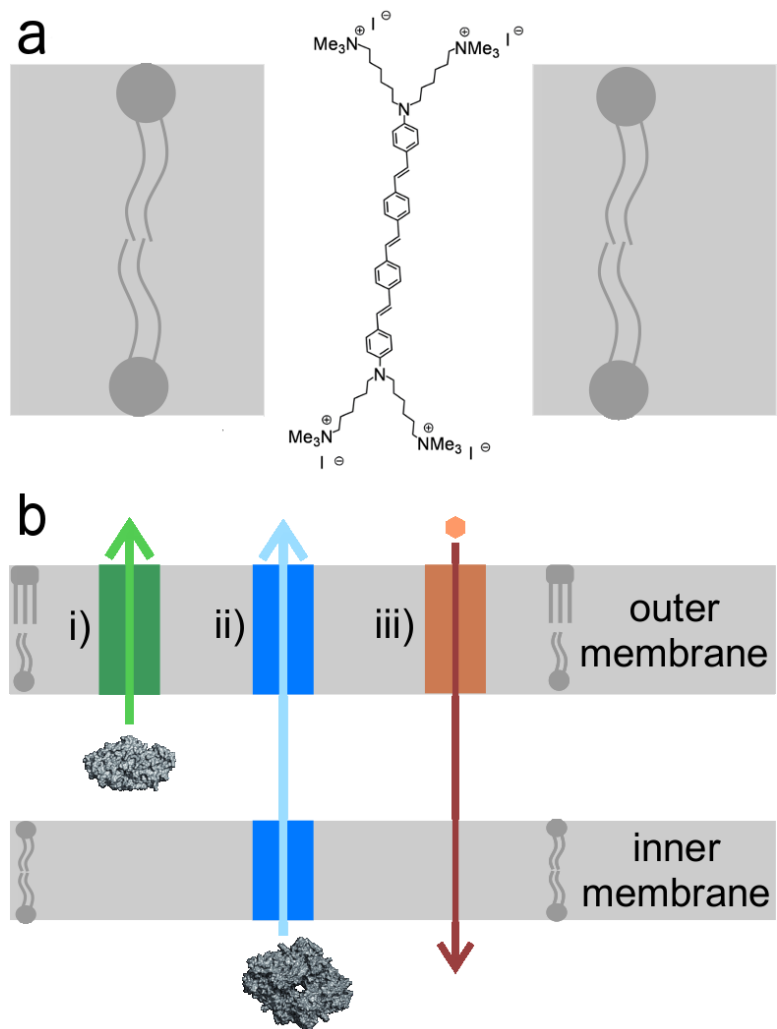 a
I ⊖
Me3N⊕
⊕NMe3 I ⊖
N
N
Me3N⊕
I ⊖
⊕NMe3 I ⊖
b
i) ii) iii) outer
membrane
inner
membrane